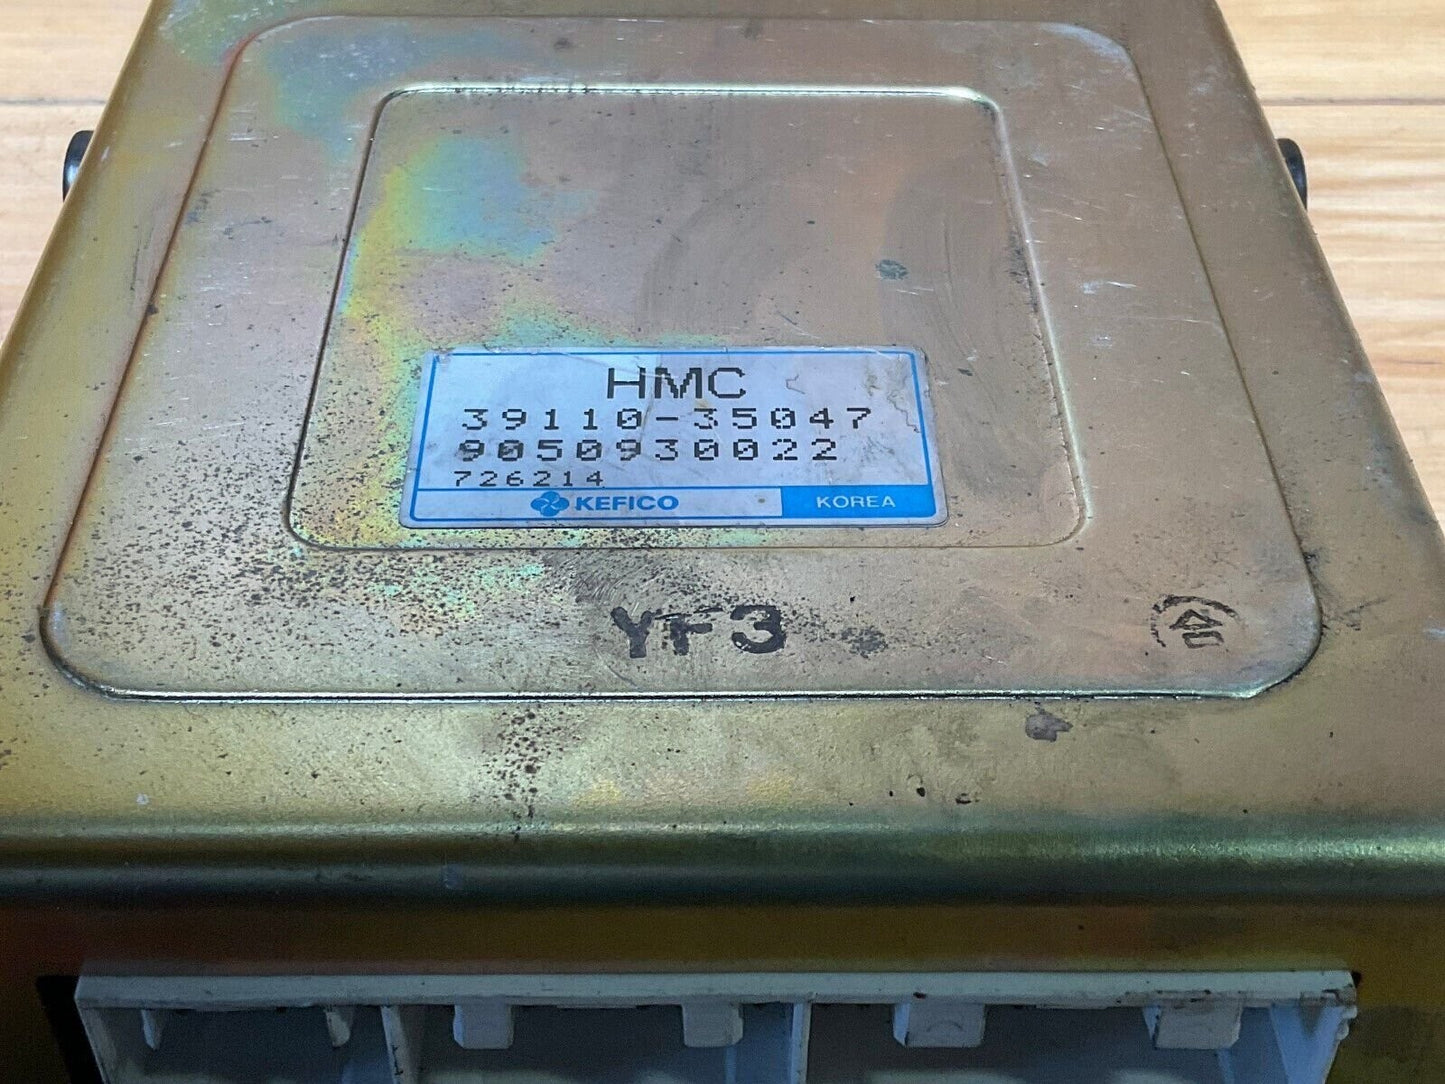 HMC
39110-35047
9050930022
726214
KEFICO KOREA
YF3